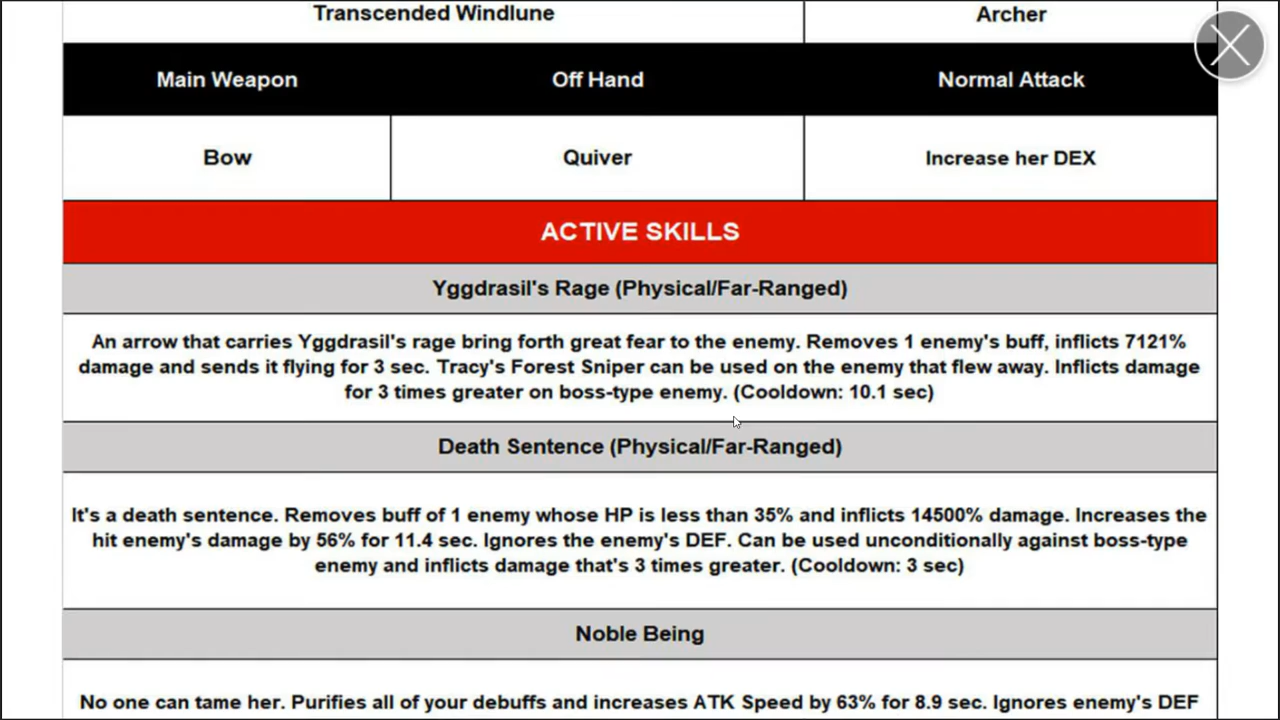 Transcended Windlune Archer
Main Weapon Off Hand Normal Attack
Bow Quiver Increase her DEX
ACTIVE SKILLS
Yggdrasil's Rage (Physical/Far-Ranged)
An arrow that carries Yggdrasil's rage bring forth great fear to the enemy. Removes 1 enemy's buff, inflicts 7121%
damage and sends it flying for 3 sec. Tracy's Forest Sniper can be used on the enemy that flew away. Inflicts damage
for 3 times greater on boss-type enemy. (Cooldown: 10.1 sec)
Death Sentence (Physical/Far-Ranged)
It's a death sentence. Removes buff of 1 enemy whose HP is less than 35% and inflicts 14500% damage. Increases the
hit enemy's damage by 56% for 11.4 sec. Ignores the enemy's DEF. Can be used unconditionally against boss-type
enemy and inflicts damage that's 3 times greater. (Cooldown: 3 sec)
Noble Being
No one can tame her. Purifies all of your debuffs and increases ATK Speed by 63% for 8.9 sec. Ignores enemy's DEF